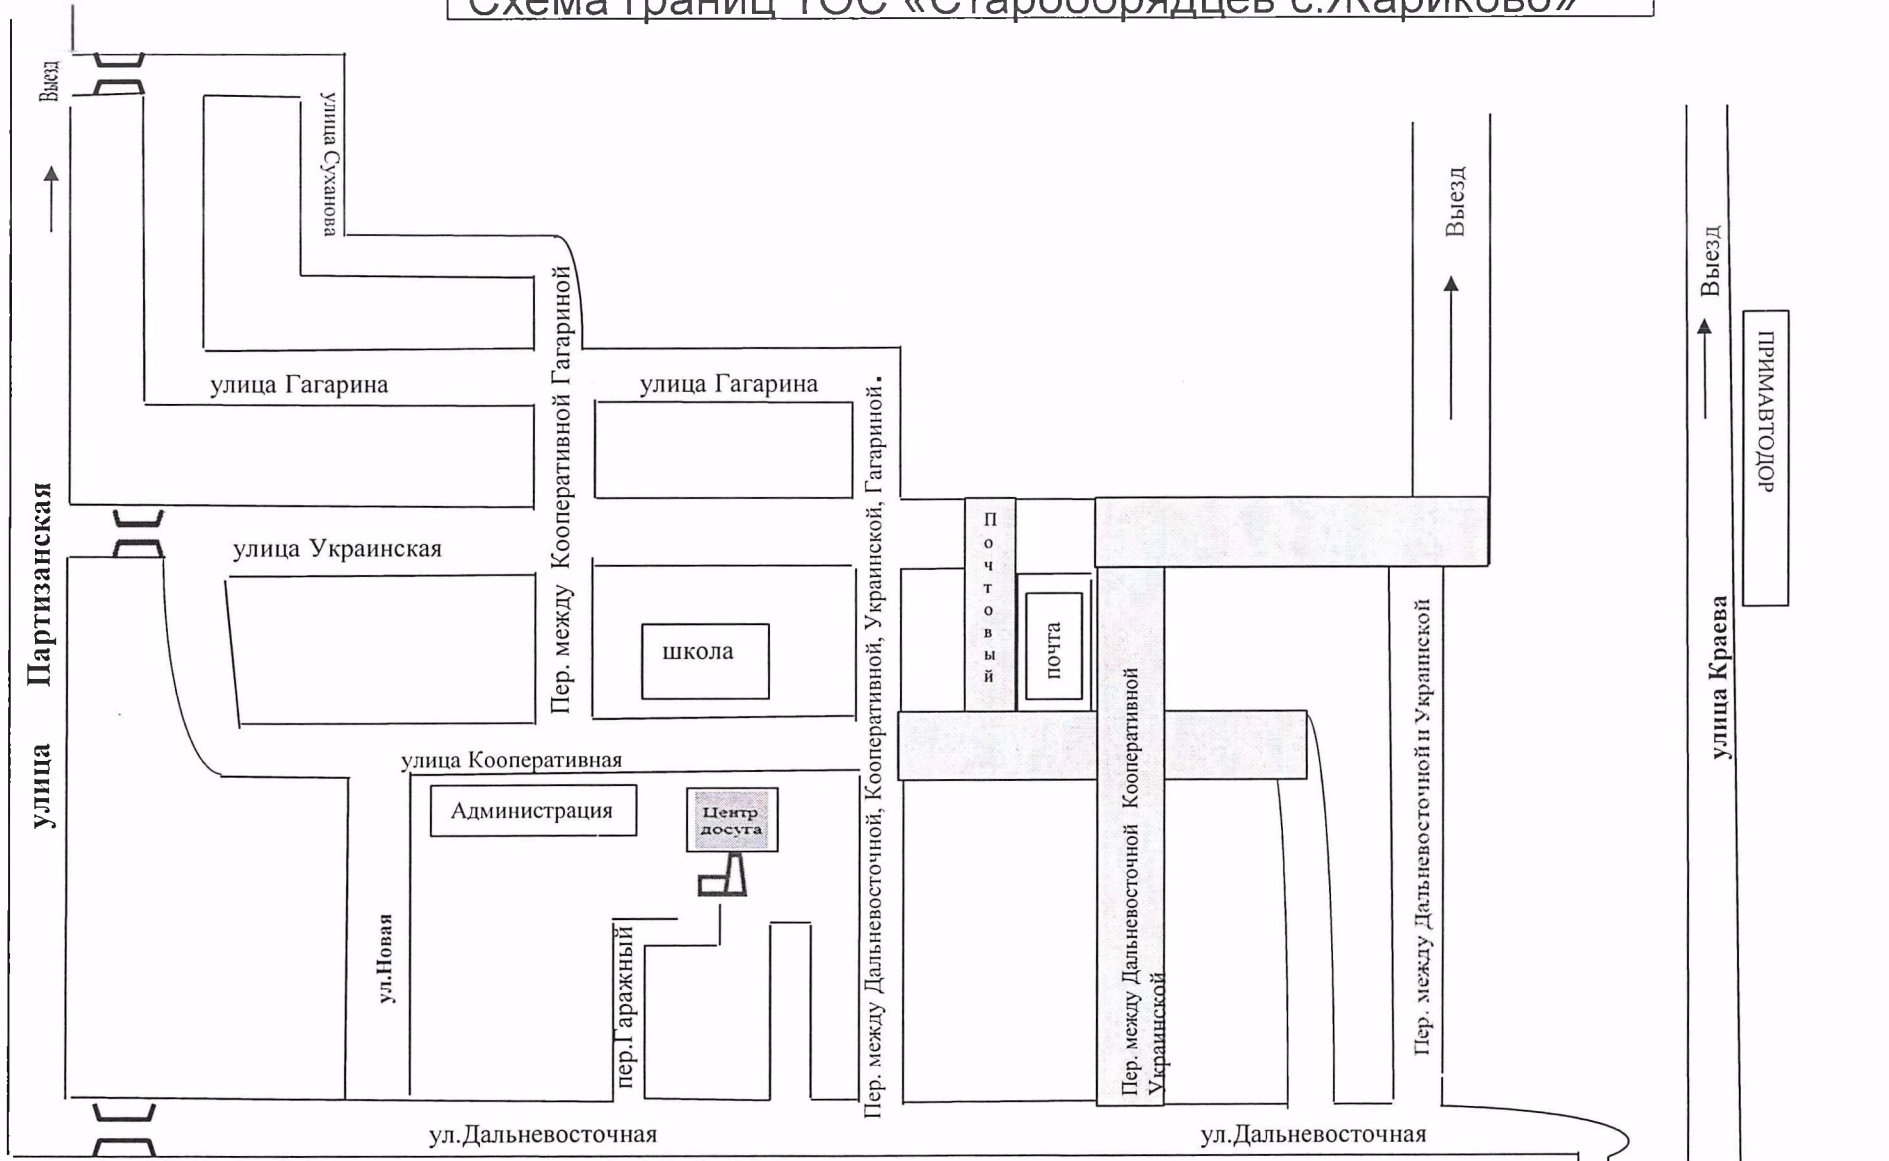 Схема границ ТОС «Старообрядцев с.Жариково»
Выезд
улица Суханова
Выезд
Выезд
ПРИМАВТОДОР
улица Гагарина
улица Гагарина
Пер. между Кооперативной Гагариной
Пер. между Дальневосточной, Кооперативной, Украинской, Гагариной.
улица Партизанская
улица Украинская
Почтовый
школа
почта
улица Краева
Пер. между Дальневосточной и Украинской
улица Кооперативная
Администрация
Центр
досуга
Пер. между Дальневосточной Кооперативной
Украинской
ул.Новая
пер.Гаражный
ул.Дальневосточная
ул.Дальневосточная